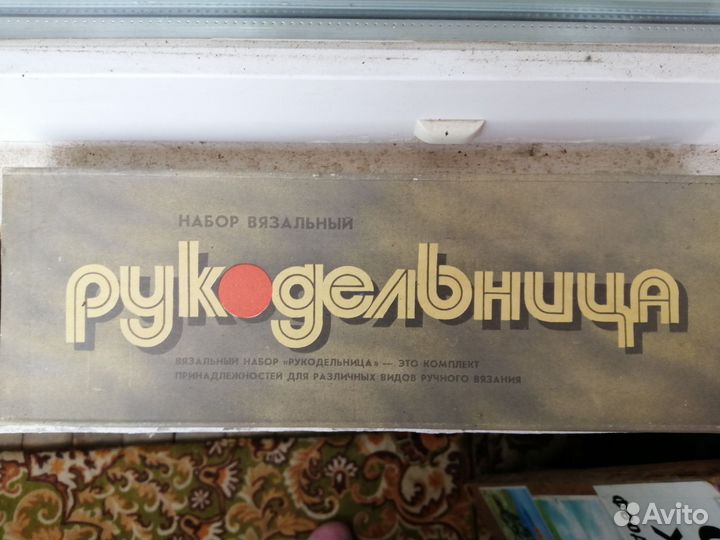 НАБОР ВЯЗАЛЬНЫЙ
рукодельница
ВЯЗАЛЬНЫЙ НАБОР «РУКОДЕЛЬНИЦА» — ЭТО КОМПЛЕКТ
ПРИНАДЛЕЖНОСТЕЙ ДЛЯ РАЗЛИЧНЫХ ВИДОВ РУЧНОГО ВЯЗАНИЯ
Avito